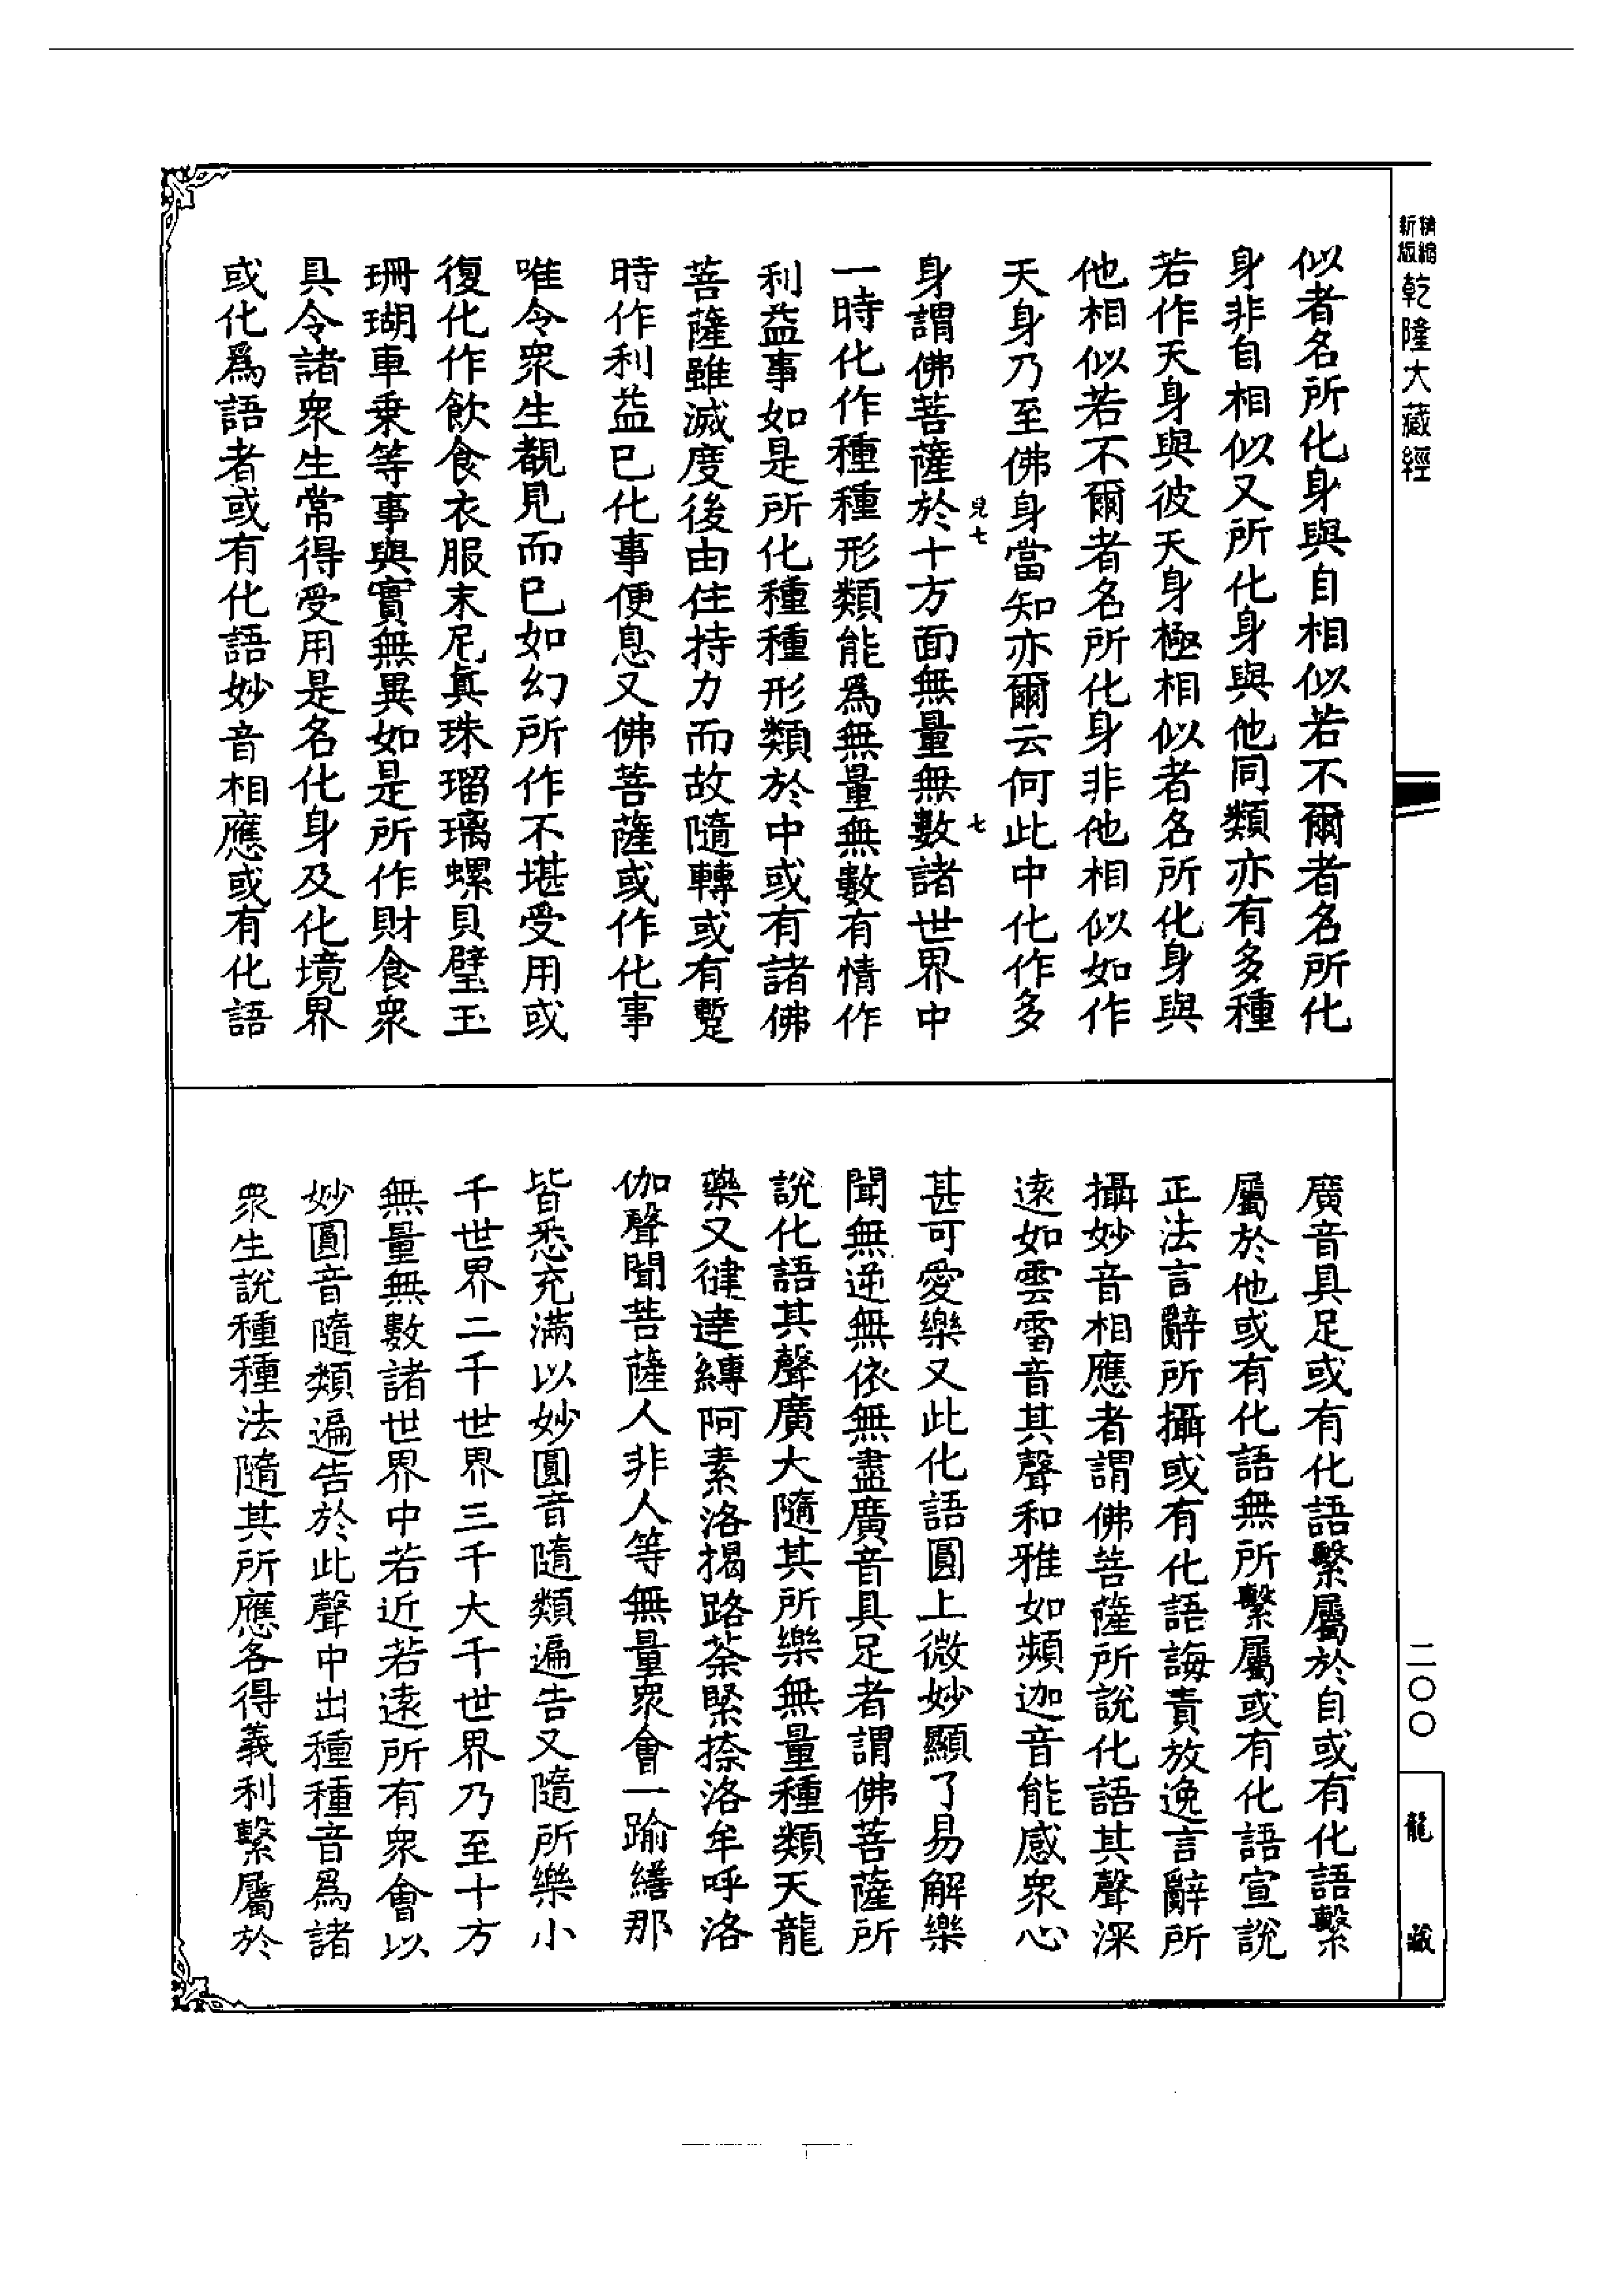 精縮新版乾隆大藏經
似者名所化身與自相似若不爾者名所化
身非自相似又所化身與他同類亦有多種
若作天身與彼天身極相似者名所化身與
他相似若不爾者名所化身非他相似如作
天身乃至佛身當知亦爾云何此中化作多
身謂佛菩薩於十方面無量無數諸世界中
一時化作種種形類能爲無量無數有情作
利益事如是所化種種形類於中或有諸佛
菩薩雖滅度後由住持力而故隨轉或有蹔
時作利益已化事便息又佛菩薩或作化事
唯令衆生覩見而已如幻所作不堪受用或
復化作飲食衣服末尼真珠瑠璃螺貝璧玉
珊瑚車乗等事與實無異如是所作財食衆
具令諸衆生常得受用是名化身及化境界
或化爲語者或有化語妙音相應或有化語
廣音具足或有化語繫屬於自或有化語繫
屬於他或有化語無所繫屬或有化語宣說
正法言辭所攝或有化語誨責放逸言辭所
攝妙音相應者謂佛菩薩所說化語其聲深
遠如雲雷音其聲和雅如頻迦音能感衆心
甚可愛樂又此化語圓上微妙顯了易解樂
聞無逆無依無盡廣音具足者謂佛菩薩所
說化語其聲廣大隨其所樂無量種類天龍
藥叉健達縛阿素洛揭路荼緊捺洛牟呼洛
伽聲聞菩薩人非人等無量衆會一踰繕那
皆悉充滿以妙圓音隨類遍告又隨所樂小
千世界二千世界三千大千世界乃至十方
無量無數諸世界中若近若遠所有衆會以
妙圓音隨類遍告於此聲中出種種音爲諸
衆生說種種法隨其所應各得義利繫屬於
二〇〇
龍藏